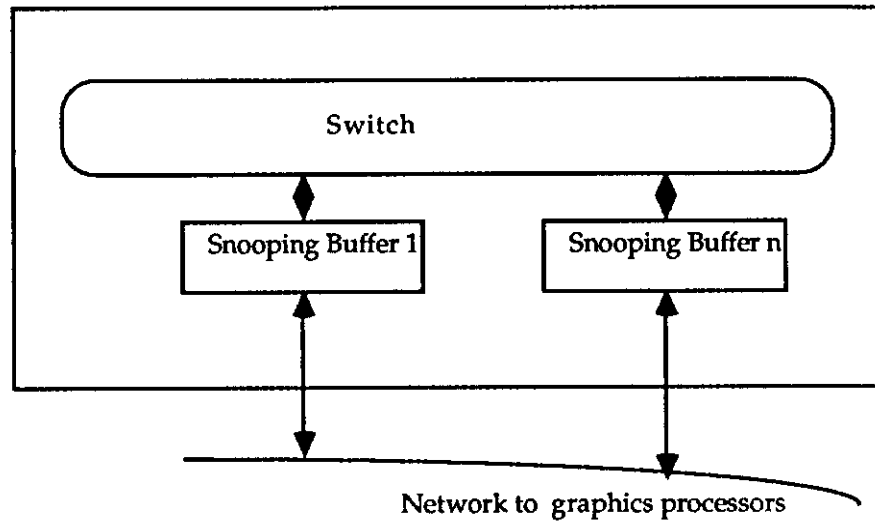 Switch
Snooping Buffer 1
Snooping Buffer n
Network to graphics processors